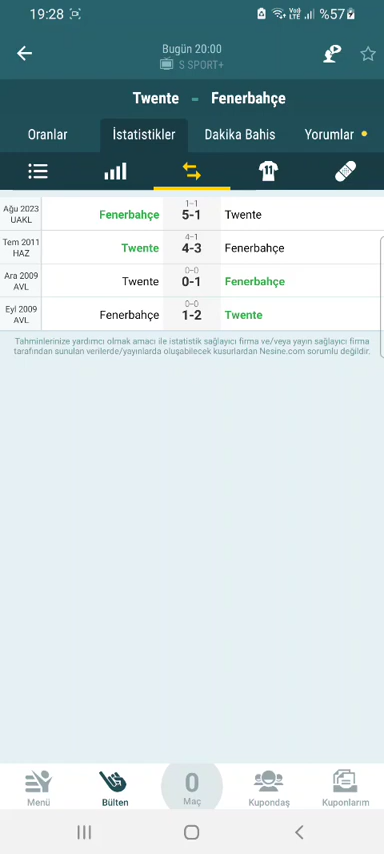 19:28 VoJ LTE %57
Bugün 20:00
S SPORT+
Twente - Fenerbahçe
Oranlar İstatistikler Dakika Bahis Yorumlar
11
Ağu 2023 UAKL Fenerbahçe 1-1 5-1 Twente
Tem 2011 HAZ Twente 4-1 4-3 Fenerbahçe
Ara 2009 AVL Twente 0-0 0-1 Fenerbahçe
Eyl 2009 AVL Fenerbahçe 0-0 1-2 Twente
Tahminlerinize yardımcı olmak amacı ile istatistik sağlayıcı firma ve/veya yayın sağlayıcı firma
tarafından sunulan verilerde/yayınlarda oluşabilecek kusurlardan Nesine.com sorumlu değildir.
0
Menü Bülten Maç Kupondaş Kuponlarım